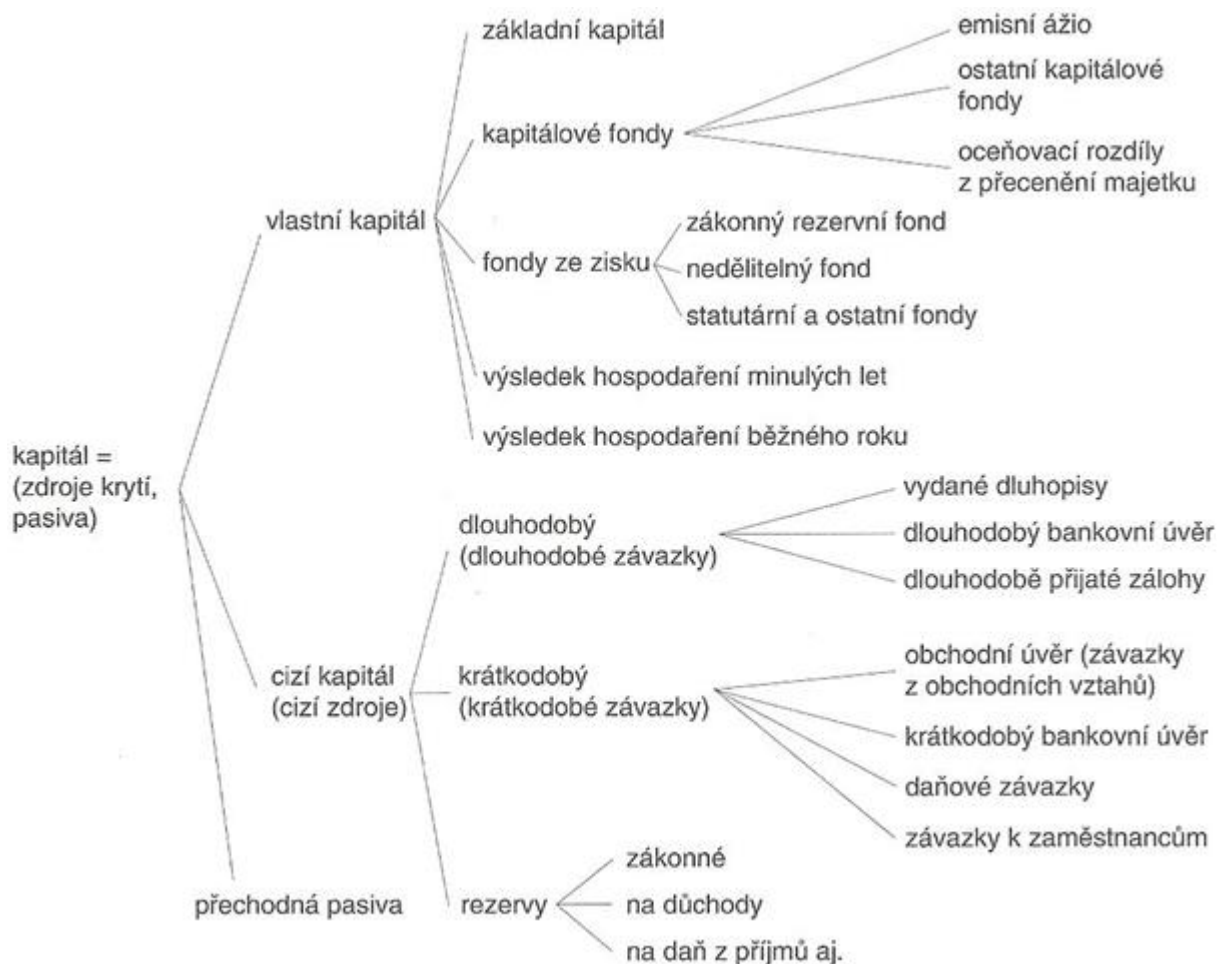 základní kapitál
emisní ážio
ostatní kapitálové
fondy
kapitálové fondy
oceňovací rozdíly
z přecenění majetku
vlastní kapitál
zákonný rezervní fond
fondy ze zisku
nedělitelný fond
statutární a ostatní fondy
výsledek hospodaření minulých let
výsledek hospodaření běžného roku
kapitál =
(zdroje krytí,
pasiva)
vydané dluhopisy
dlouhodobý
(dlouhodobé závazky)
dlouhodobý bankovní úvěr
dlouhodobě přijaté zálohy
obchodní úvěr (závazky
z obchodních vztahů)
cizí kapitál
(cizí zdroje)
krátkodobý
(krátkodobé závazky)
krátkodobý bankovní úvěr
daňové závazky
závazky k zaměstnancům
zákonné
přechodná pasiva
rezervy
na důchody
na daň z příjmů aj.